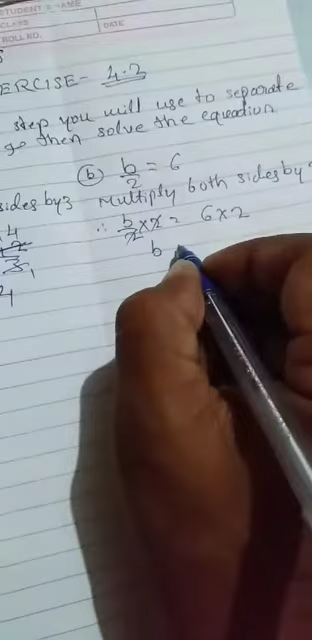 STUDENT'S NAME
CLASS
ROLL NO.
DATE
ERCISE- 4.2
step you will use to separate
then solve the equation
(b) b/2 = 6
sides by 3 Multiply both sides by
∴ b/2 × 2 = 6 × 2
b